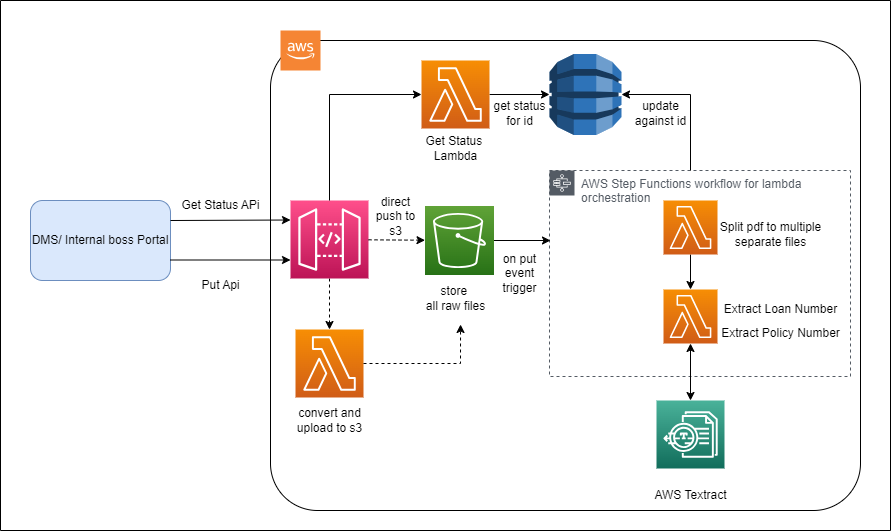 aws
Get Status
Lambda
get status
for id
update
against id
AWS Step Functions workflow for lambda
orchestration
DMS/ Internal boss Portal
Get Status APi
Put Api
direct
push to
s3
store
all raw files
on put
event
trigger
Split pdf to multiple
separate files
Extract Loan Number
Extract Policy Number
convert and
upload to s3
T
AWS Textract